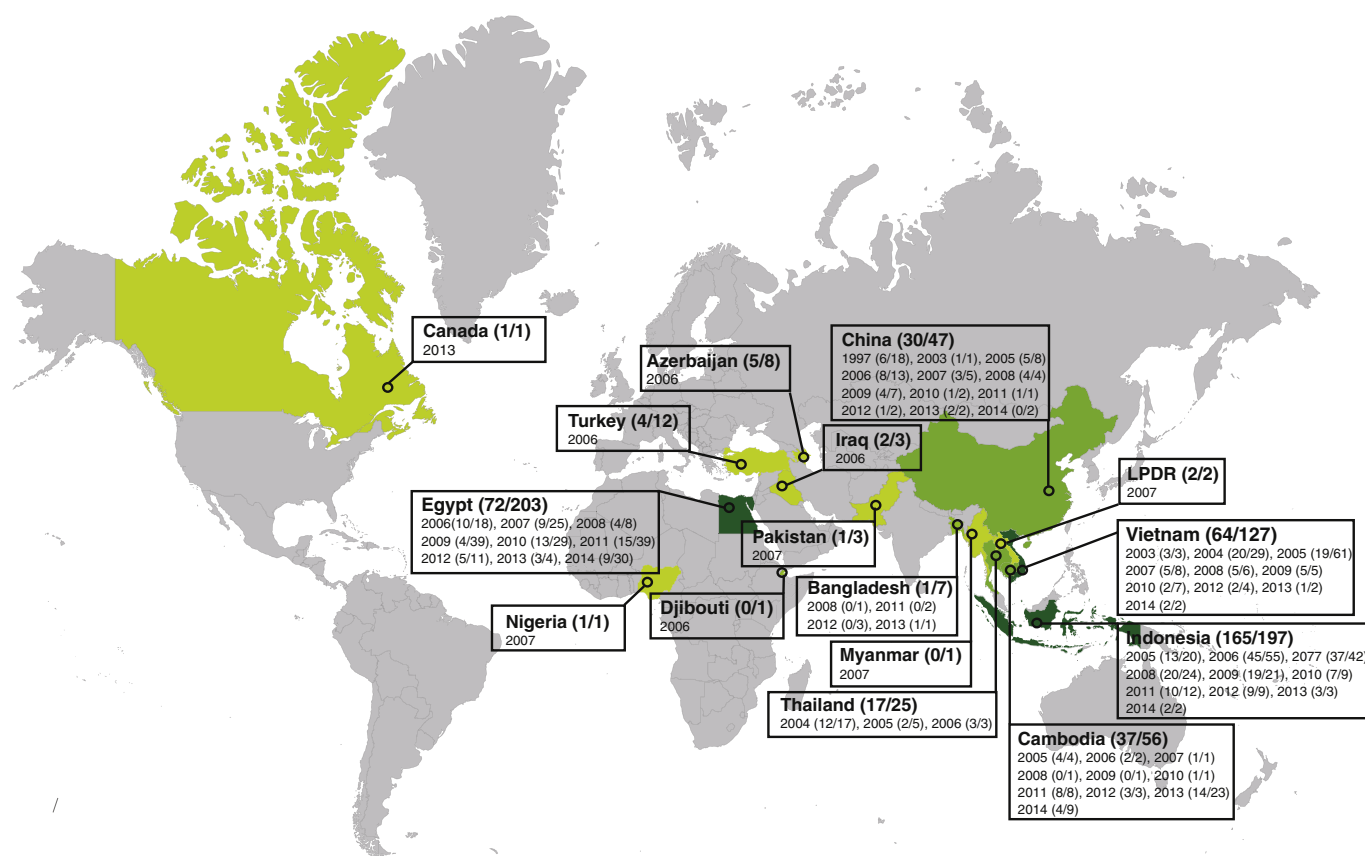 Canada (1/1)
2013
Azerbaijan (5/8)
2006
China (30/47)
1997 (6/18), 2003 (1/1), 2005 (5/8)
2006 (8/13), 2007 (3/5), 2008 (4/4)
2009 (4/7), 2010 (1/2), 2011 (1/1)
2012 (1/2), 2013 (2/2), 2014 (0/2)
Turkey (4/12)
2006
Iraq (2/3)
2006
LPDR (2/2)
2007
Egypt (72/203)
2006(10/18), 2007 (9/25), 2008 (4/8)
2009 (4/39), 2010 (13/29), 2011 (15/39)
2012 (5/11), 2013 (3/4), 2014 (9/30)
Pakistan (1/3)
2007
Vietnam (64/127)
2003 (3/3), 2004 (20/29), 2005 (19/61)
2007 (5/8), 2008 (5/6), 2009 (5/5)
2010 (2/7), 2012 (2/4), 2013 (1/2)
2014 (2/2)
Nigeria (1/1)
2007
Djibouti (0/1)
2006
Bangladesh (1/7)
2008 (0/1), 2011 (0/2)
2012 (0/3), 2013 (1/1)
Indonesia (165/197)
2005 (13/20), 2006 (45/55), 2077 (37/42)
2008 (20/24), 2009 (19/21), 2010 (7/9)
2011 (10/12), 2012 (9/9), 2013 (3/3)
2014 (2/2)
Myanmar (0/1)
2007
Thailand (17/25)
2004 (12/17), 2005 (2/5), 2006 (3/3)
Cambodia (37/56)
2005 (4/4), 2006 (2/2), 2007 (1/1)
2008 (0/1), 2009 (0/1), 2010 (1/1)
2011 (8/8), 2012 (3/3), 2013 (14/23)
2014 (4/9)
/